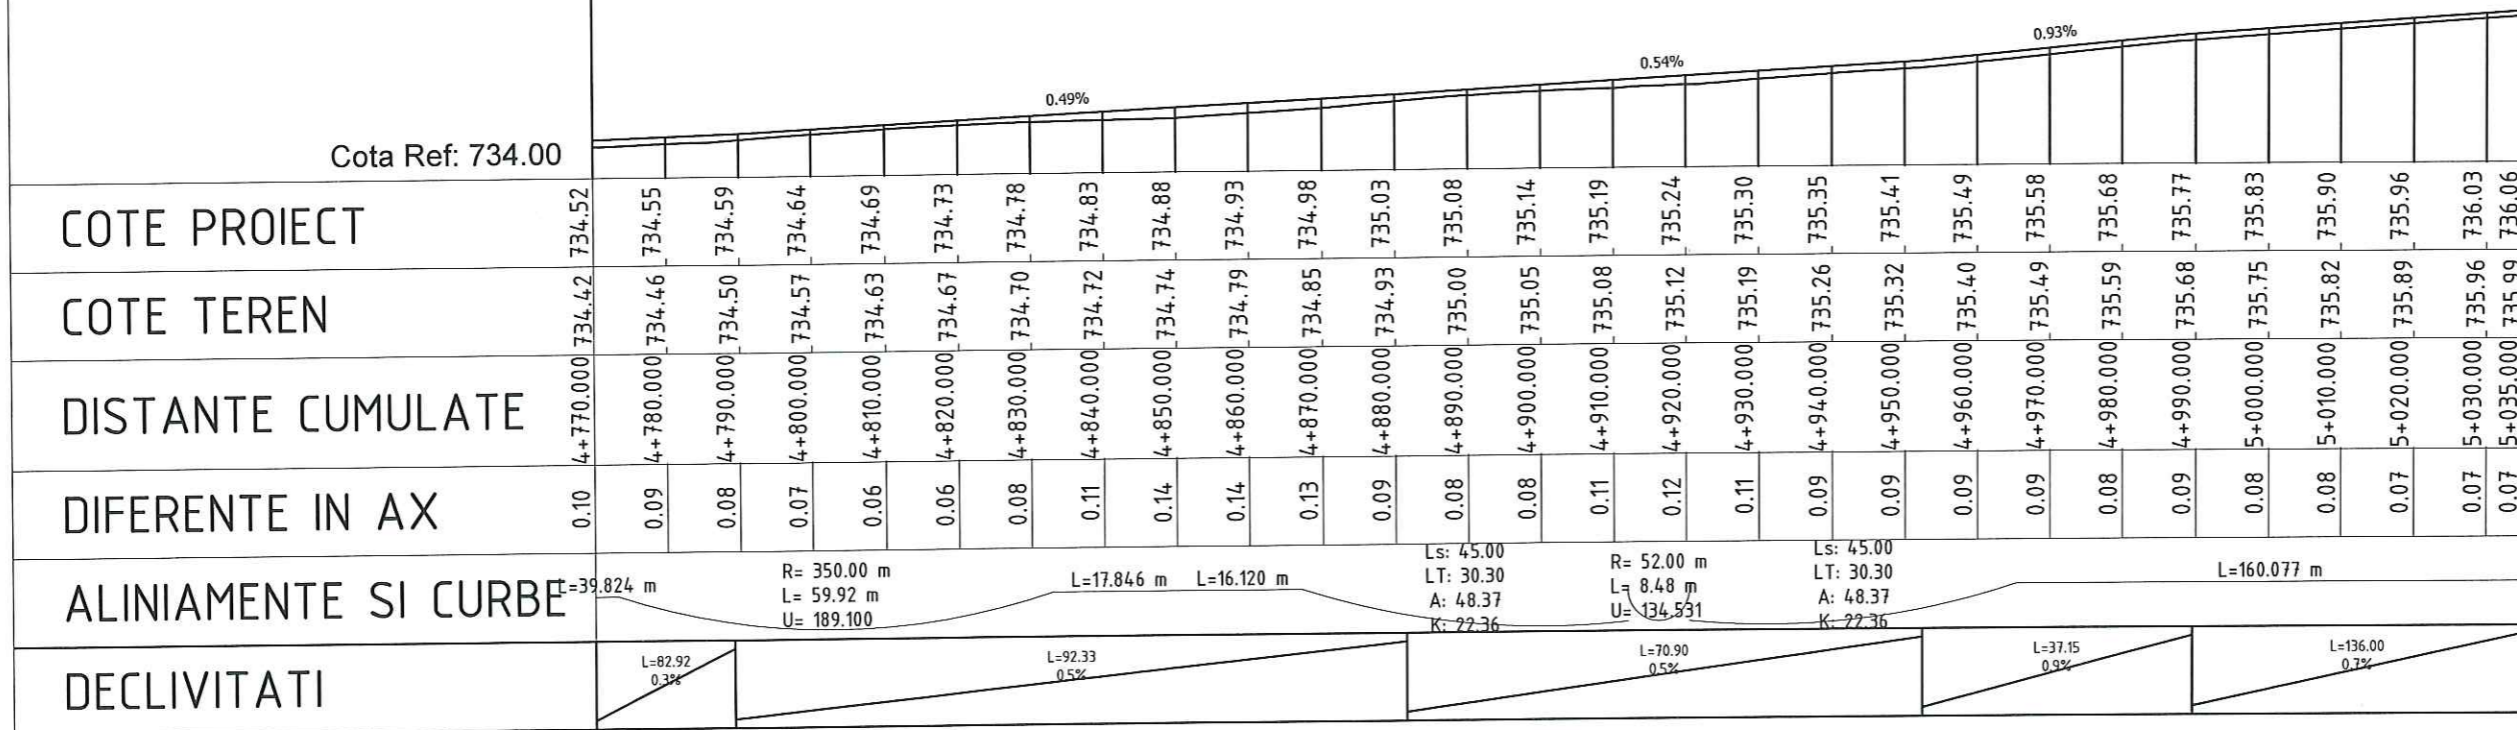 0.49%
0.54%
0.93%
Cota Ref: 734.00
COTE PROIECT
734.52 734.55 734.59 734.64 734.69 734.73 734.78 734.83 734.88 734.93 734.98 735.03 735.08 735.14 735.19 735.24 735.30 735.35 735.41 735.49 735.58 735.68 735.77 735.83 735.90 735.96 736.03 736.06
COTE TEREN
734.42 734.46 734.50 734.57 734.63 734.67 734.70 734.72 734.74 734.79 734.85 734.93 735.00 735.05 735.08 735.12 735.19 735.26 735.32 735.40 735.49 735.59 735.68 735.75 735.82 735.89 735.96 735.99
DISTANTE CUMULATE
4+770.000 4+780.000 4+790.000 4+800.000 4+810.000 4+820.000 4+830.000 4+840.000 4+850.000 4+860.000 4+870.000 4+880.000 4+890.000 4+900.000 4+910.000 4+920.000 4+930.000 4+940.000 4+950.000 4+960.000 4+970.000 4+980.000 4+990.000 5+000.000 5+010.000 5+020.000 5+030.000 5+035.000
DIFERENTE IN AX
0.10 0.09 0.08 0.07 0.06 0.06 0.08 0.11 0.14 0.14 0.13 0.09 0.08 0.08 0.11 0.12 0.11 0.09 0.09 0.09 0.09 0.08 0.09 0.08 0.08 0.07 0.07 0.07
ALINIAMENTE SI CURBE
L=39.824 m
R= 350.00 m
L= 59.92 m
U= 189.100
L=17.846 m
L=16.120 m
Ls: 45.00
LT: 30.30
A: 48.37
K: 22.36
R= 52.00 m
L= 8.48 m
U= 134.531
Ls: 45.00
LT: 30.30
A: 48.37
K: 22.36
L=160.077 m
DECLIVITATI
L=82.92
0.3%
L=92.33
0.5%
L=70.90
0.5%
L=37.15
0.9%
L=136.00
0.7%